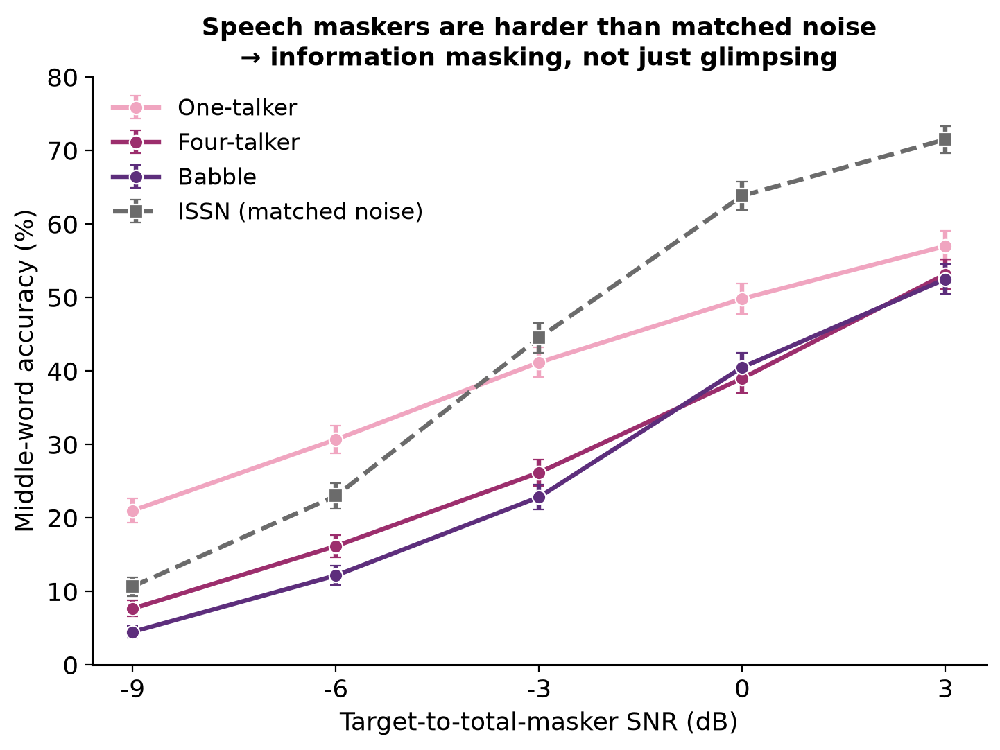 Speech maskers are harder than matched noise
→ information masking, not just glimpsing
80
70
60
50
40
30
20
10
0
Middle-word accuracy (%)
One-talker
Four-talker
Babble
ISSN (matched noise)
-9
-6
-3
0
3
Target-to-total-masker SNR (dB)